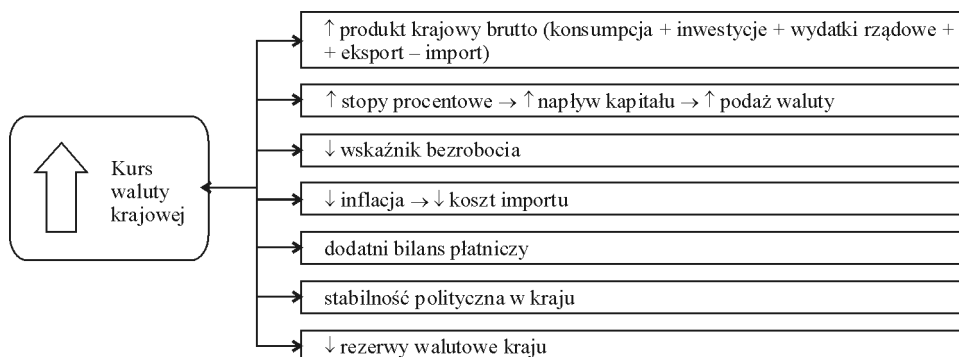 ↑ produkt krajowy brutto (konsumpcja + inwestycje + wydatki rządowe +
+ eksport – import)
↑ stopy procentowe → ↑ napływ kapitału → ↑ podaż waluty
↓ wskaźnik bezrobocia
Kurs
waluty
krajowej
↓ inflacja → ↓ koszt importu
dodatni bilans płatniczy
stabilność polityczna w kraju
↓ rezerwy walutowe kraju